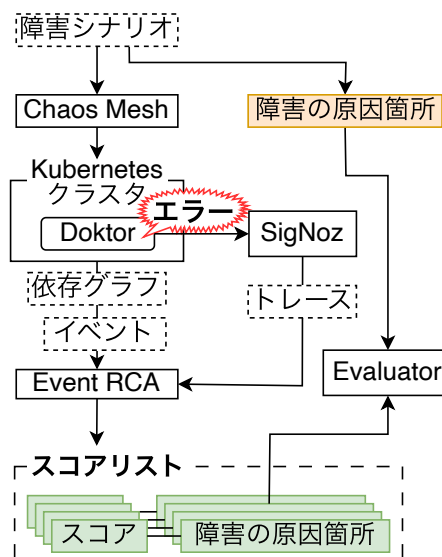 障害シナリオ
Chaos Mesh
障害の原因箇所
Kubernetes
クラスタ
エラー
Doktor
SigNoz
依存グラフ
トレース
イベント
Event RCA
Evaluator
スコアリスト
スコア
障害の原因箇所